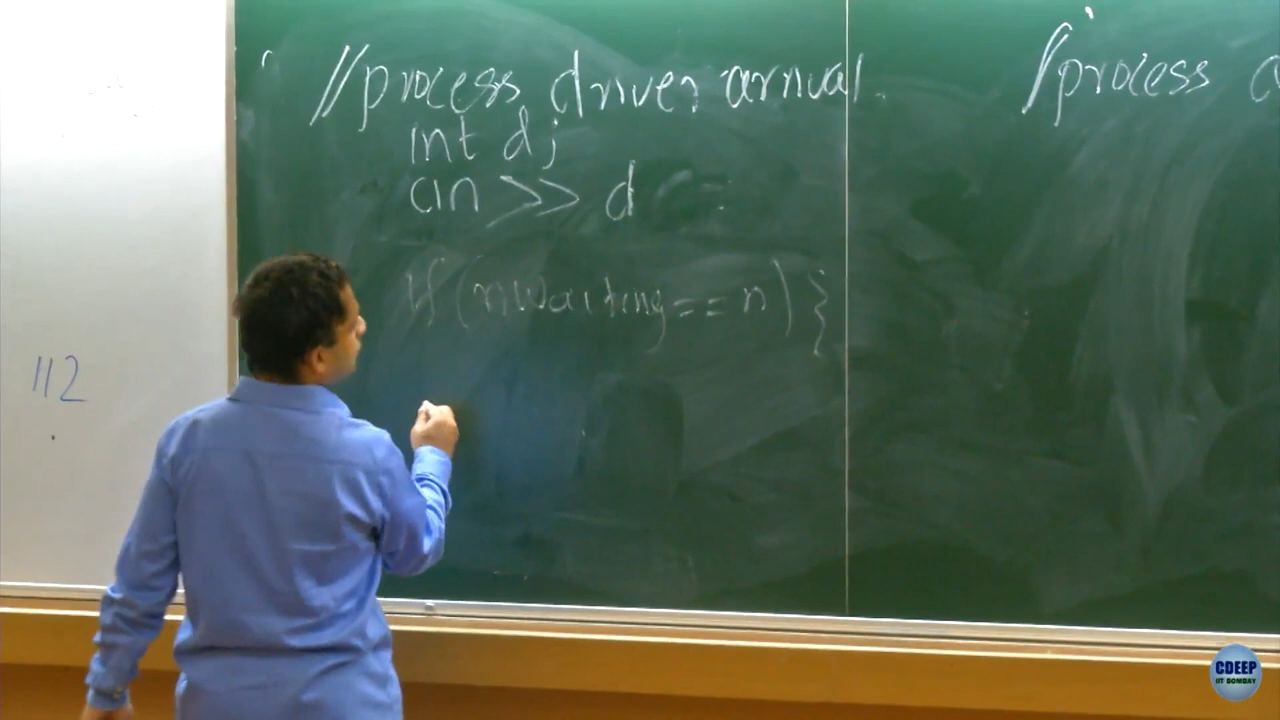 //process driver arrival.
int d;
cin >> d
if (nWaiting == n) {
//process
112
CDEEP
IIT BOMBAY